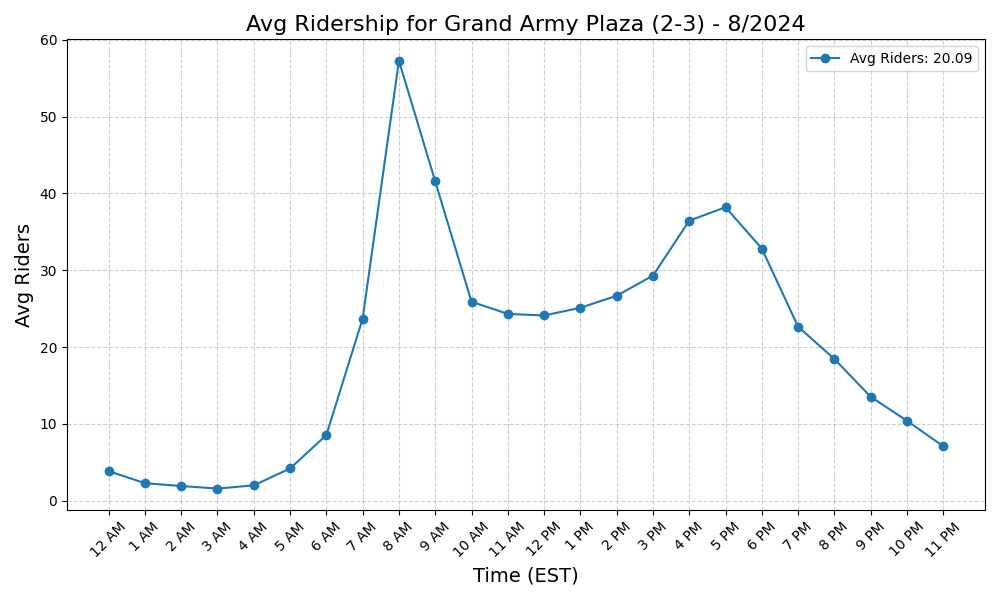 Avg Ridership for Grand Army Plaza (2-3) - 8/2024
Avg Riders: 20.09
Avg Riders
60
50
40
30
20
10
0
12 AM
1 AM
2 AM
3 AM
4 AM
5 AM
6 AM
7 AM
8 AM
9 AM
10 AM
11 AM
12 PM
1 PM
2 PM
3 PM
4 PM
5 PM
6 PM
7 PM
8 PM
9 PM
10 PM
11 PM
Time (EST)